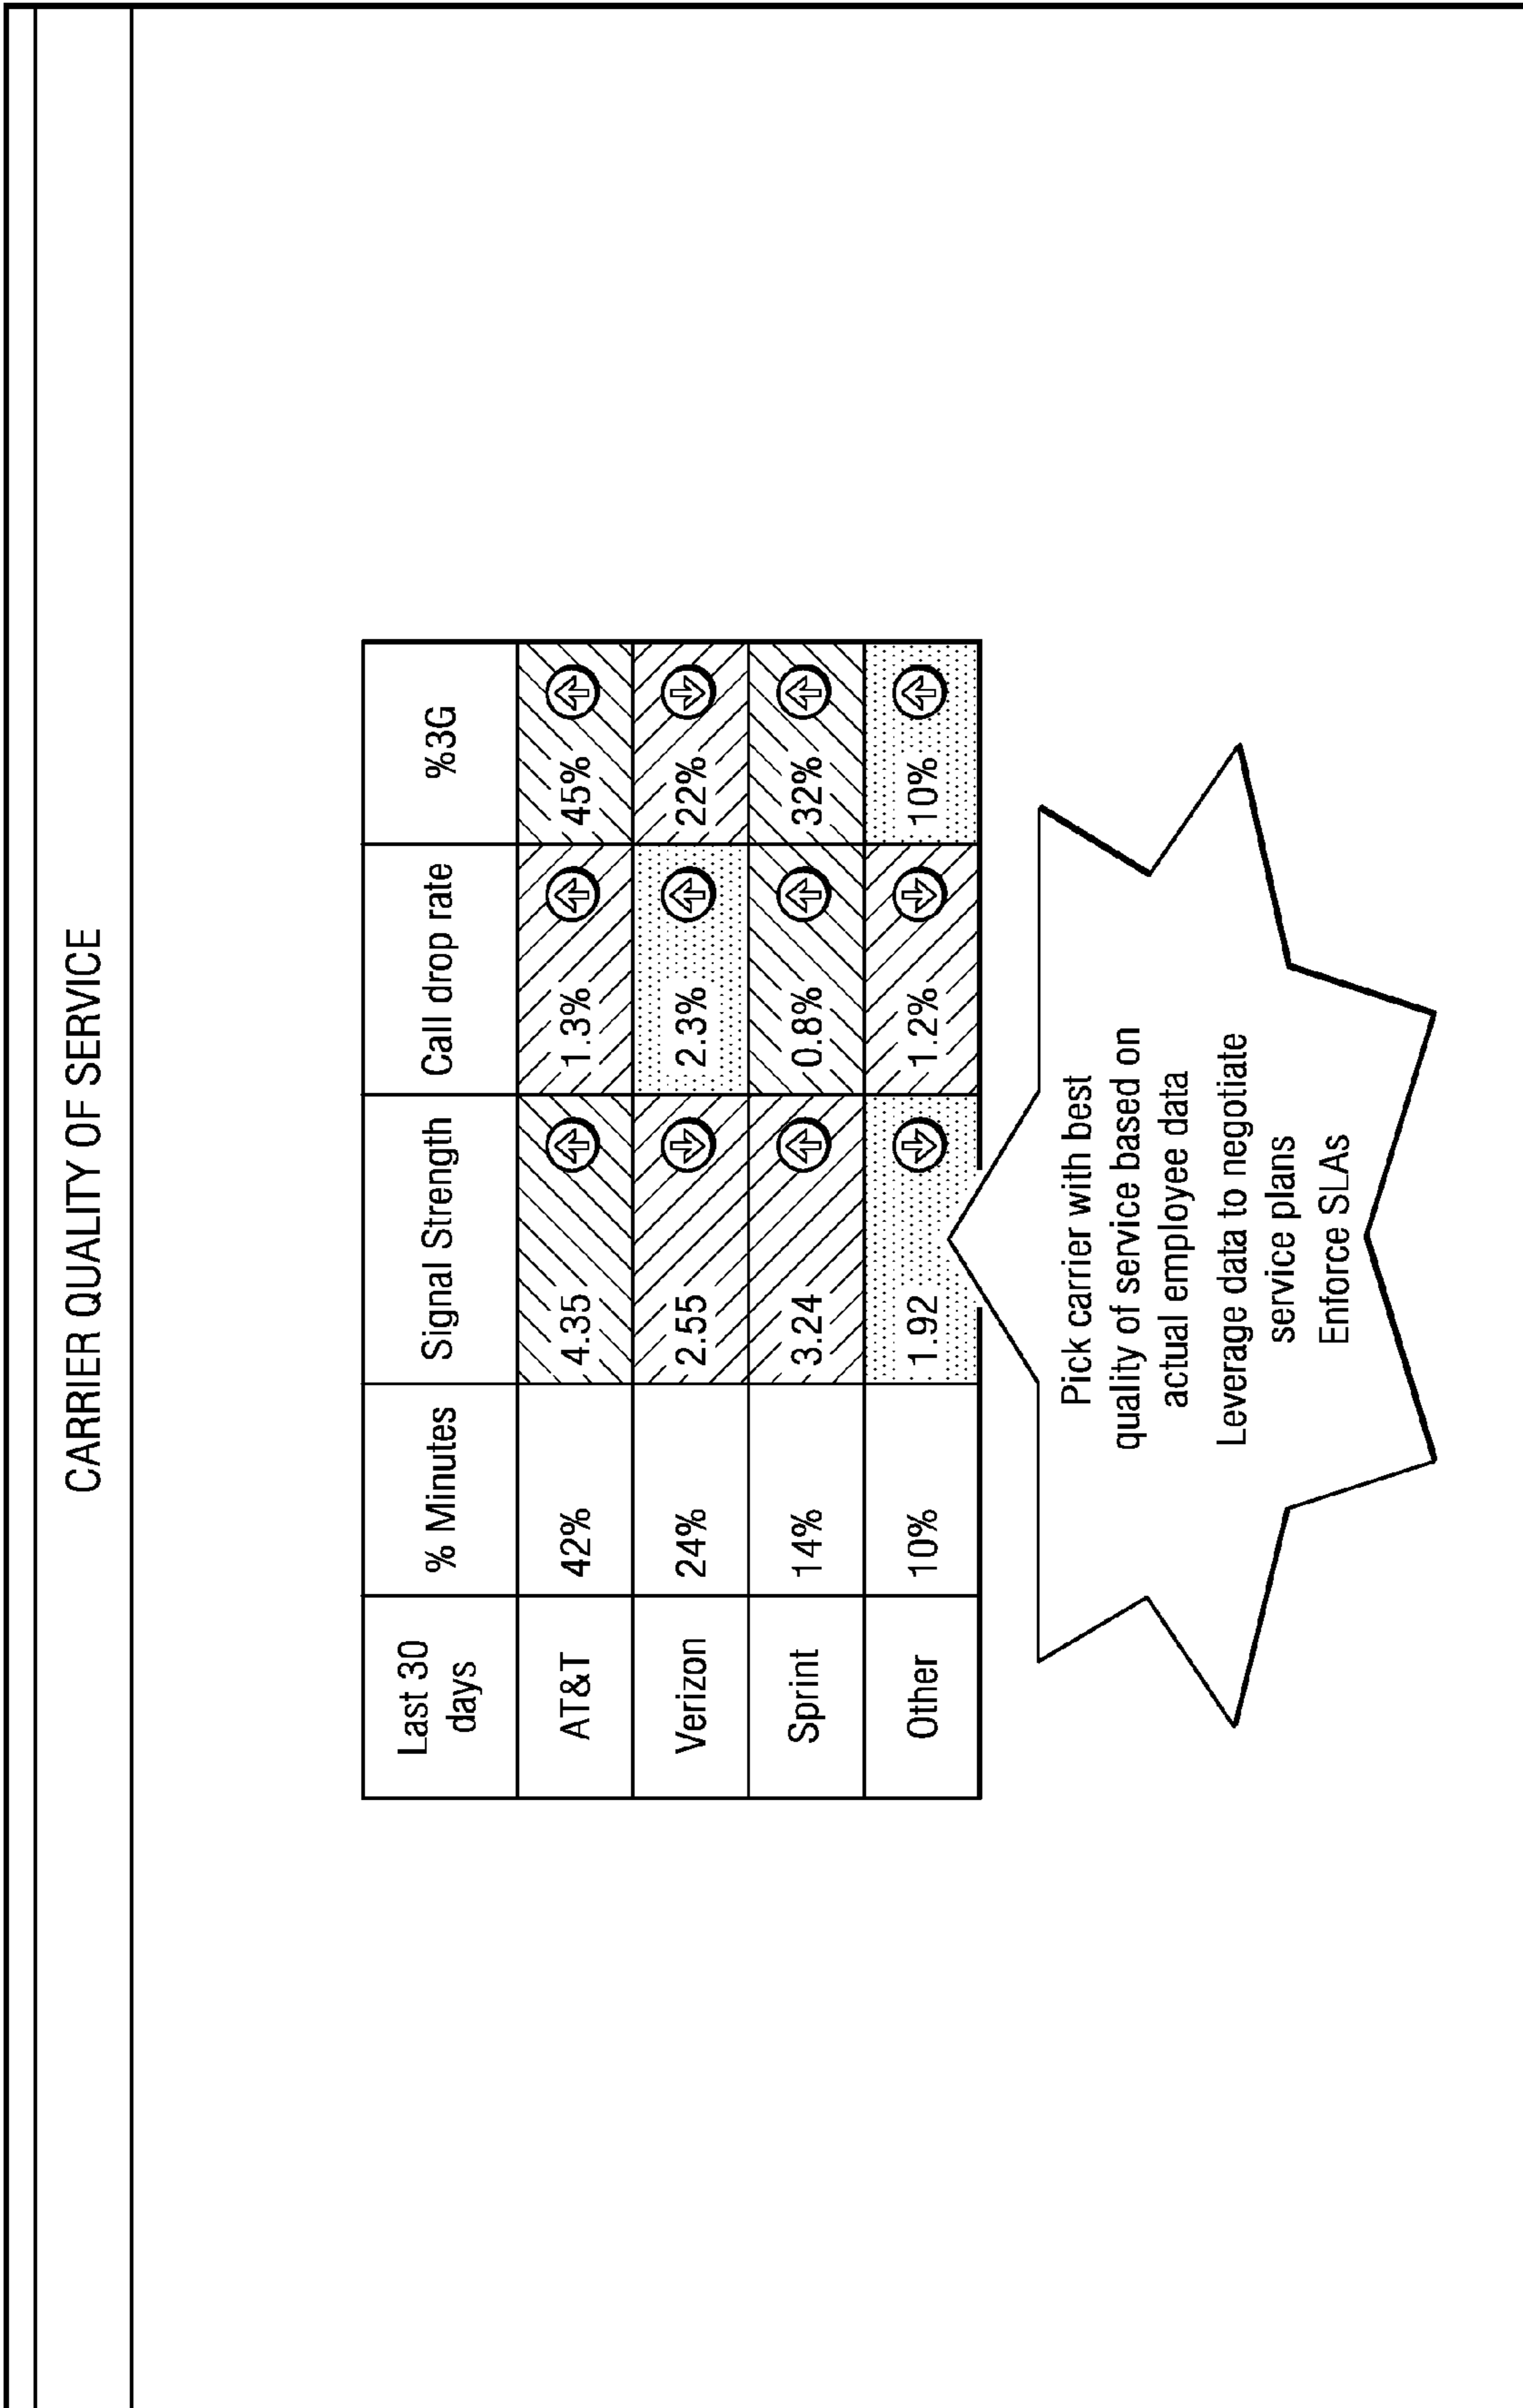 CARRIER QUALITY OF SERVICE
Last 30 days % Minutes Signal Strength Call drop rate %3G
AT&T 42% 4.35 1.3% 45%
Verizon 24% 2.55 2.3% 22%
Sprint 14% 3.24 0.8% 32%
Other 10% 1.92 1.2% 10%
Pick carrier with best
quality of service based on
actual employee data
Leverage data to negotiate
service plans
Enforce SLAs